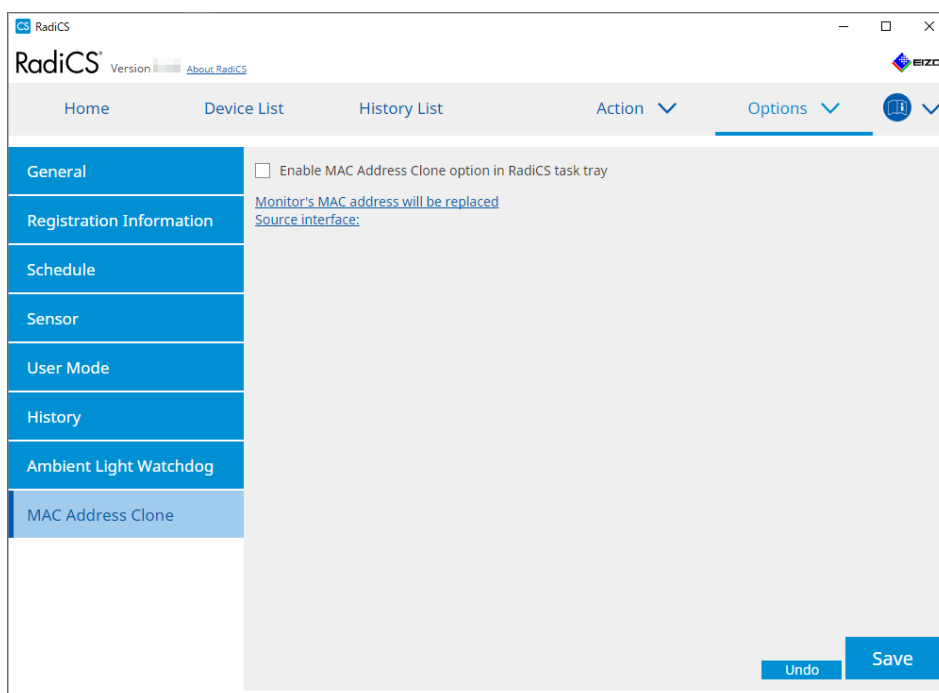 CS RadiCS
RadiCS® Version About RadiCS
EIZO
Home Device List History List Action Options
General
Enable MAC Address Clone option in RadiCS task tray
Registration Information
Monitor's MAC address will be replaced
Source interface:
Schedule
Sensor
User Mode
History
Ambient Light Watchdog
MAC Address Clone
Undo Save